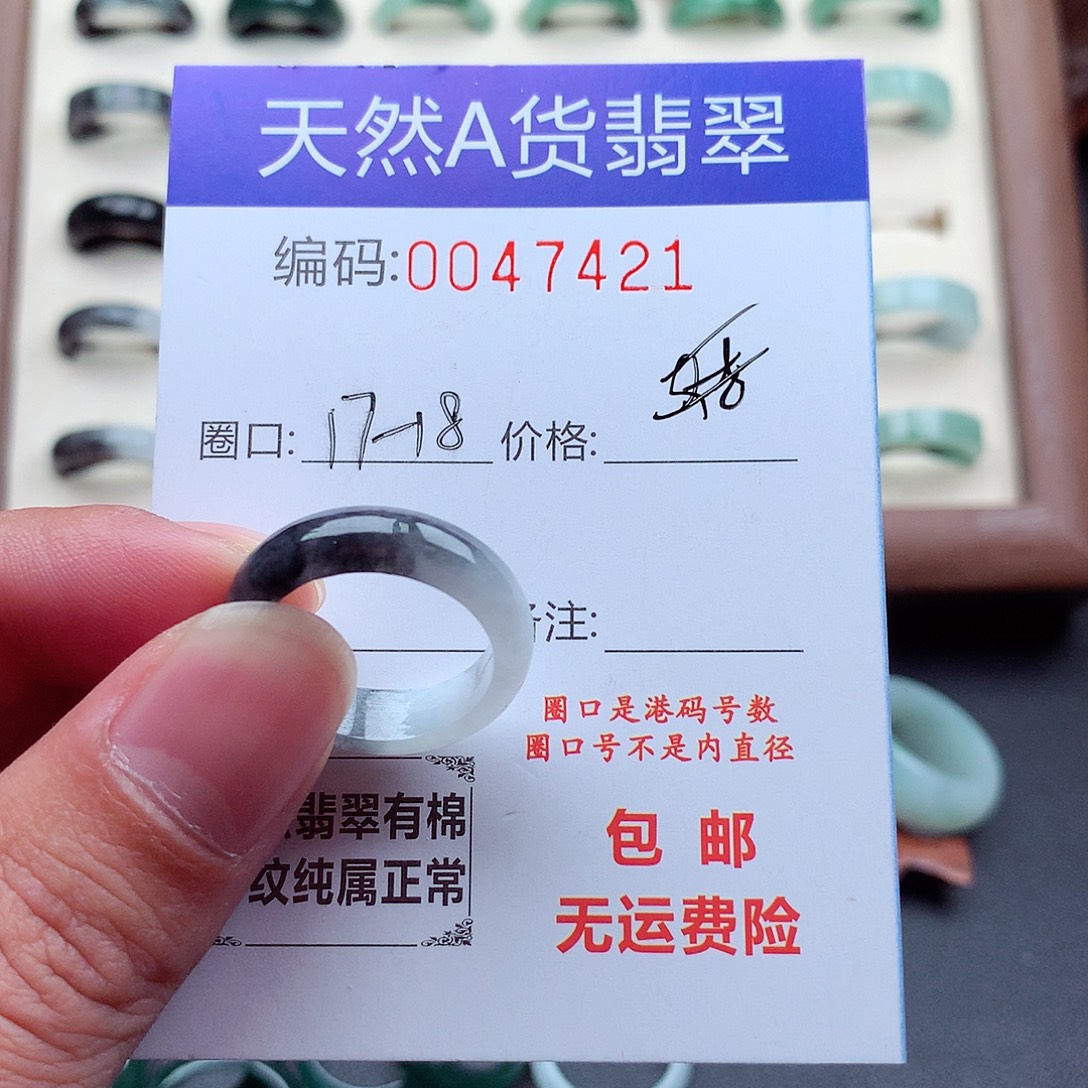 天然A货翡翠
编码:0047421
圈口: 17-18 价格:
注:
圈口是港码号数
圈口号不是内直径
翡翠有棉
纹纯属正常
包 邮
无运费险